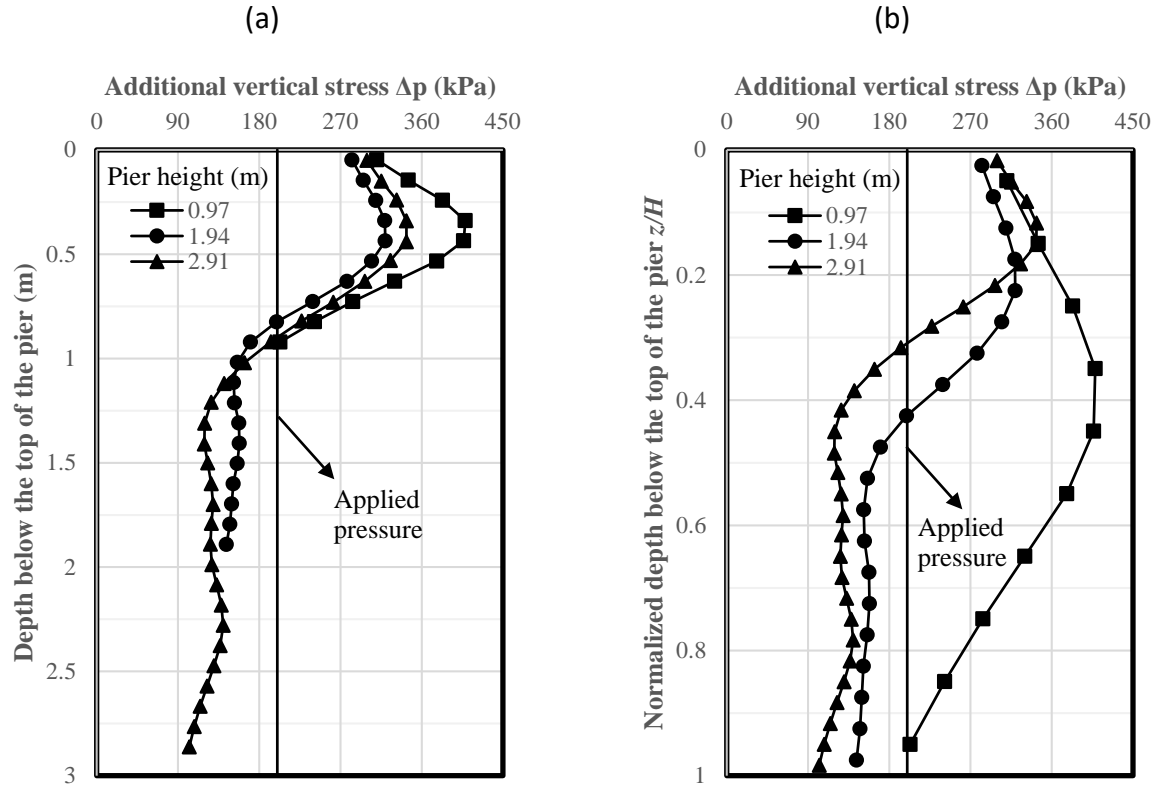 (a)
Additional vertical stress Δp (kPa)
0 90 180 270 360 450
0
0.5
1
1.5
2
2.5
3
Depth below the top of the pier (m)
Pier height (m)
0.97
1.94
2.91
Applied
pressure
(b)
Additional vertical stress Δp (kPa)
0 90 180 270 360 450
0
0.2
0.4
0.6
0.8
1
Normalized depth below the top of the pier z/H
Pier height (m)
0.97
1.94
2.91
Applied
pressure